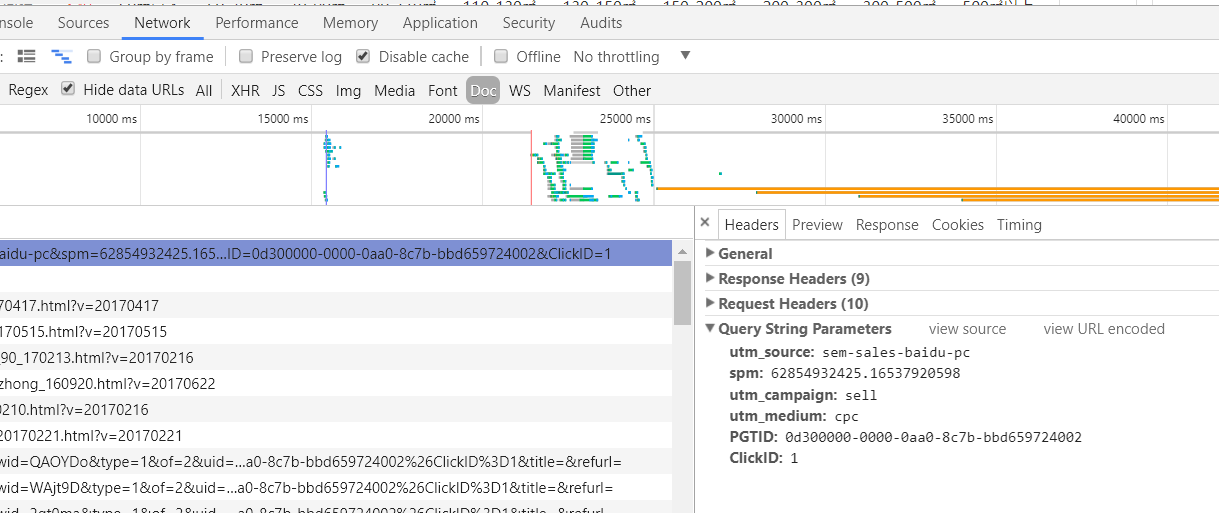 nsole Sources Network Performance Memory Application Security Audits
: Group by frame Preserve log Disable cache Offline No throttling ▼
Regex Hide data URLs All XHR JS CSS Img Media Font Doc WS Manifest Other
10000 ms 15000 ms 20000 ms 25000 ms 30000 ms 35000 ms 40000 ms
× Headers Preview Response Cookies Timing
aidu-pc&spm=62854932425.165…ID=0d300000-0000-0aa0-8c7b-bbd659724002&ClickID=1
70417.html?v=20170417
170515.html?v=20170515
_90_170213.html?v=20170216
zhong_160920.html?v=20170622
0210.html?v=20170216
20170221.html?v=20170221
wid=QAOYDo&type=1&of=2&uid=…a0-8c7b-bbd659724002%26ClickID%3D1&title=&refurl=
wid=WAjt9D&type=1&of=2&uid=…a0-8c7b-bbd659724002%26ClickID%3D1&title=&refurl=
▶ General
▶ Response Headers (9)
▶ Request Headers (10)
▼ Query String Parameters view source view URL encoded
utm_source: sem-sales-baidu-pc
spm: 62854932425.16537920598
utm_campaign: sell
utm_medium: cpc
PGTID: 0d300000-0000-0aa0-8c7b-bbd659724002
ClickID: 1